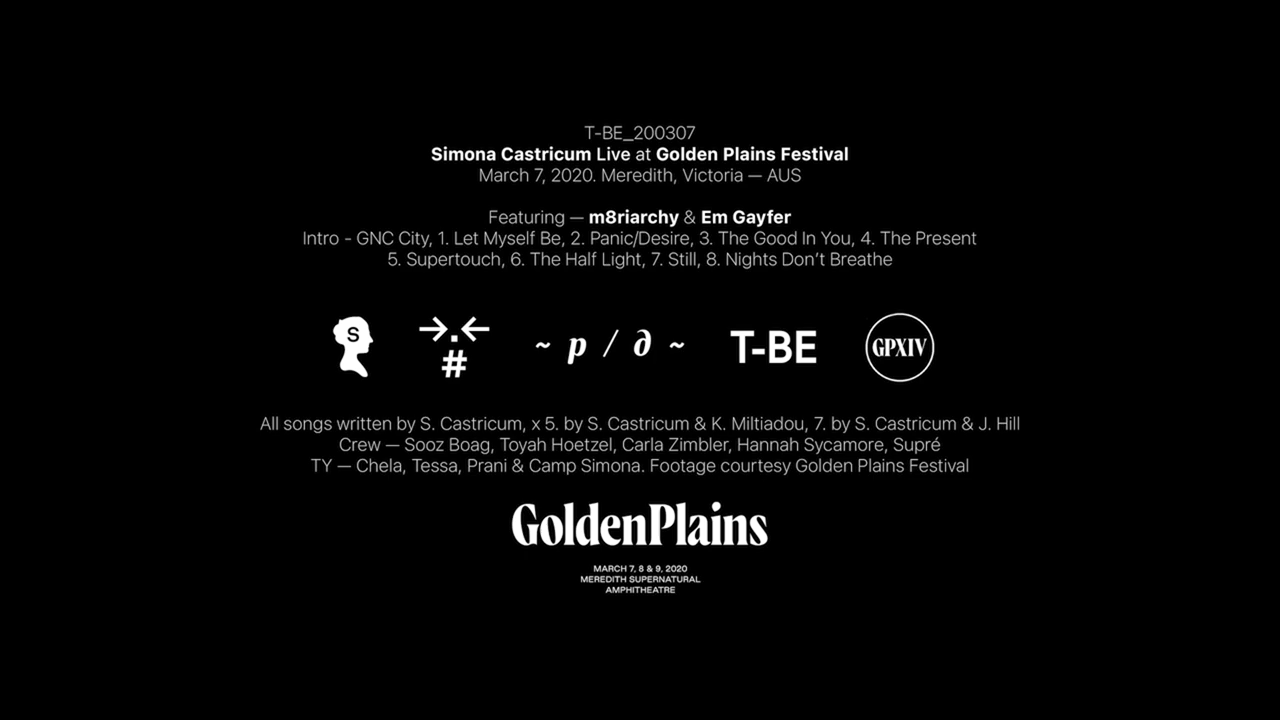 T-BE_200307
Simona Castricum Live at Golden Plains Festival
March 7, 2020. Meredith, Victoria — AUS
Featuring — m8riarchy & Em Gayfer
Intro - GNC City, 1. Let Myself Be, 2. Panic/Desire, 3. The Good In You, 4. The Present
5. Supertouch, 6. The Half Light, 7. Still, 8. Nights Don’t Breathe
S
→.←
#
~ p / ∂ ~
T-BE
GPXIV
All songs written by S. Castricum, x 5. by S. Castricum & K. Miltiadou, 7. by S. Castricum & J. Hill
Crew — Sooz Boag, Toyah Hoetzel, Carla Zimbler, Hannah Sycamore, Supré
TY — Chela, Tessa, Prani & Camp Simona. Footage courtesy Golden Plains Festival
GoldenPlains
MARCH 7, 8 & 9, 2020
MEREDITH SUPERNATURAL
AMPHITHEATRE